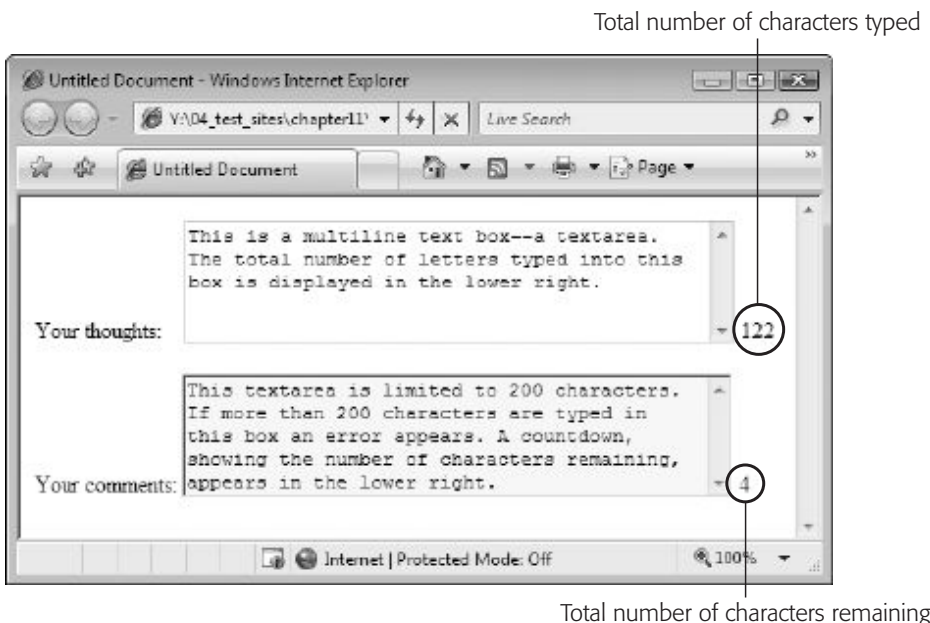 Total number of characters typed
Untitled Document - Windows Internet Explorer
V:\04_test_sites\chapter11\
Live Search
Untitled Document
Page
This is a multiline text box--a textarea.
The total number of letters typed into this
box is displayed in the lower right.
Your thoughts:
122
This textarea is limited to 200 characters.
If more than 200 characters are typed in
this box an error appears. A countdown,
showing the number of characters remaining,
Your comments: appears in the lower right.
4
Internet | Protected Mode: Off
100%
Total number of characters remaining